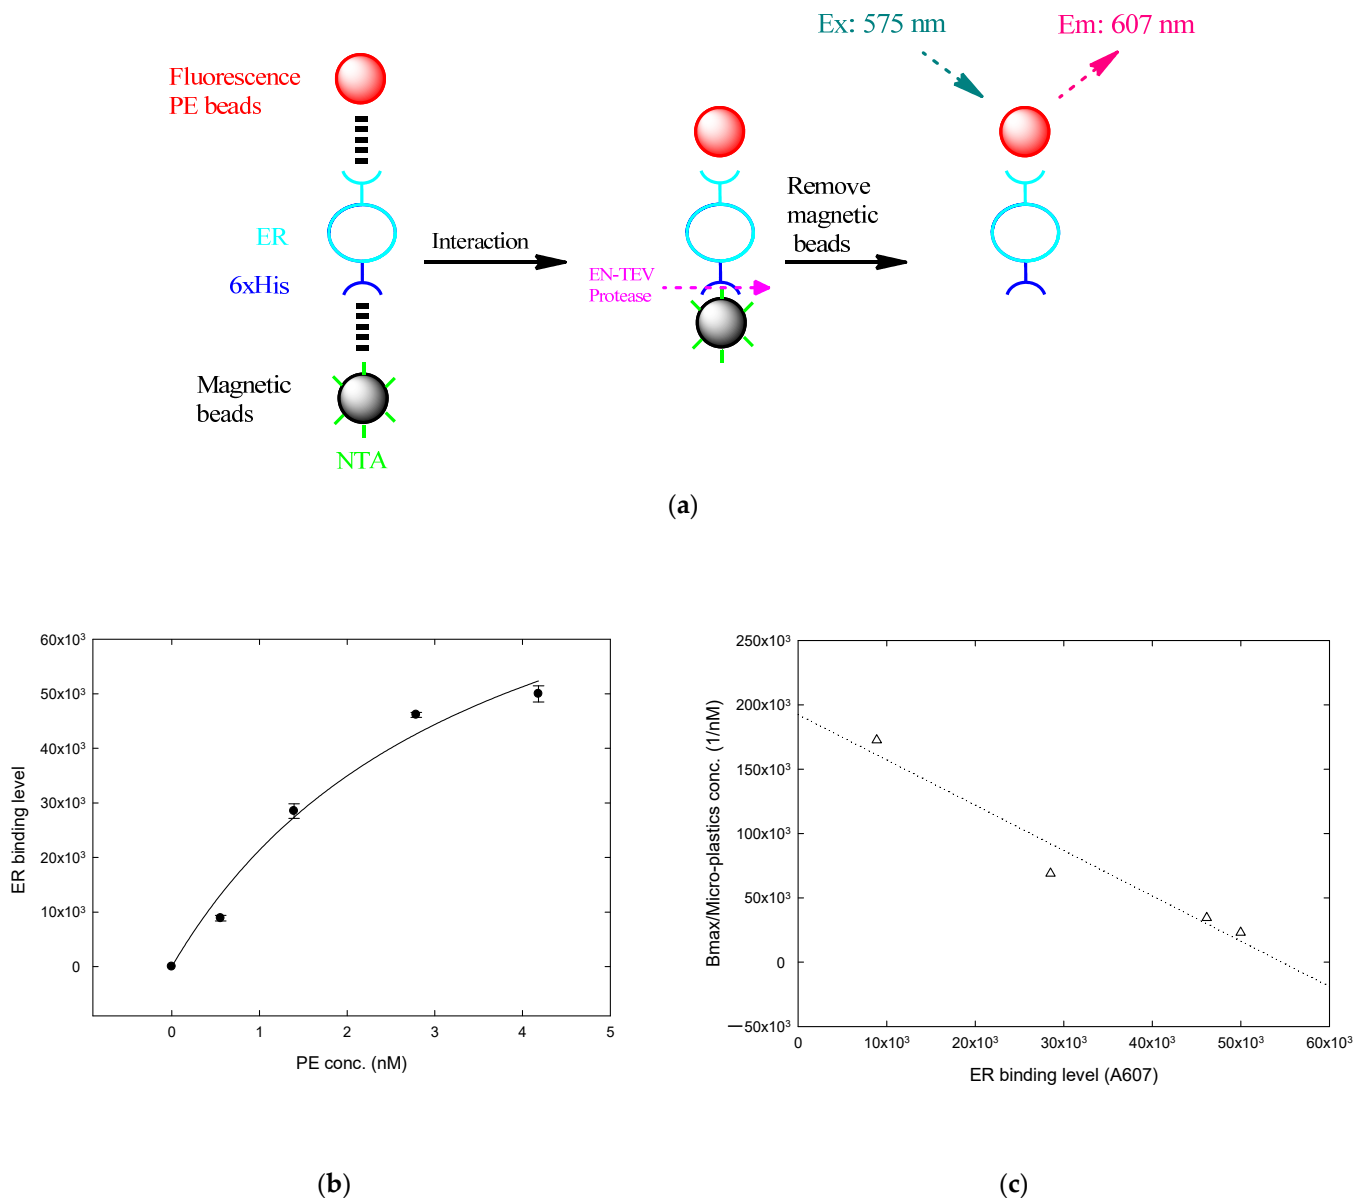 Ex: 575 nm
Em: 607 nm
Fluorescence
PE beads
ER
6xHis
Magnetic
beads
NTA
Interaction
EN-TEV
Protease
Remove
magnetic
beads
(a)
60x10³
50x10³
40x10³
30x10³
20x10³
10x10³
0
ER binding level
0 1 2 3 4 5
PE conc. (nM)
(b)
250x10³
200x10³
150x10³
100x10³
50x10³
0
−50x10³
Bmax/Micro-plastics conc. (1/nM)
0 10x10³ 20x10³ 30x10³ 40x10³ 50x10³ 60x10³
ER binding level (A607)
(c)